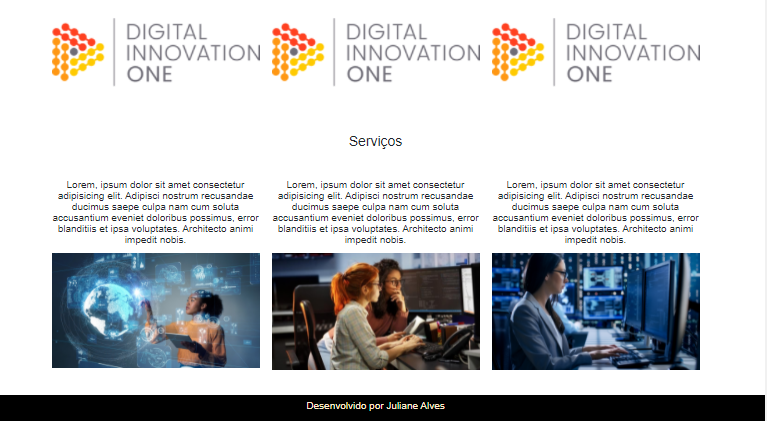 DIGITAL
INNOVATION
ONE
DIGITAL
INNOVATION
ONE
DIGITAL
INNOVATION
ONE
Serviços
Lorem, ipsum dolor sit amet consectetur
adipisicing elit. Adipisci nostrum recusandae
ducimus saepe culpa nam cum soluta
accusantium eveniet doloribus possimus, error
blanditiis et ipsa voluptates. Architecto animi
impedit nobis.
Lorem, ipsum dolor sit amet consectetur
adipisicing elit. Adipisci nostrum recusandae
ducimus saepe culpa nam cum soluta
accusantium eveniet doloribus possimus, error
blanditiis et ipsa voluptates. Architecto animi
impedit nobis.
Lorem, ipsum dolor sit amet consectetur
adipisicing elit. Adipisci nostrum recusandae
ducimus saepe culpa nam cum soluta
accusantium eveniet doloribus possimus, error
blanditiis et ipsa voluptates. Architecto animi
impedit nobis.
Desenvolvido por Juliane Alves